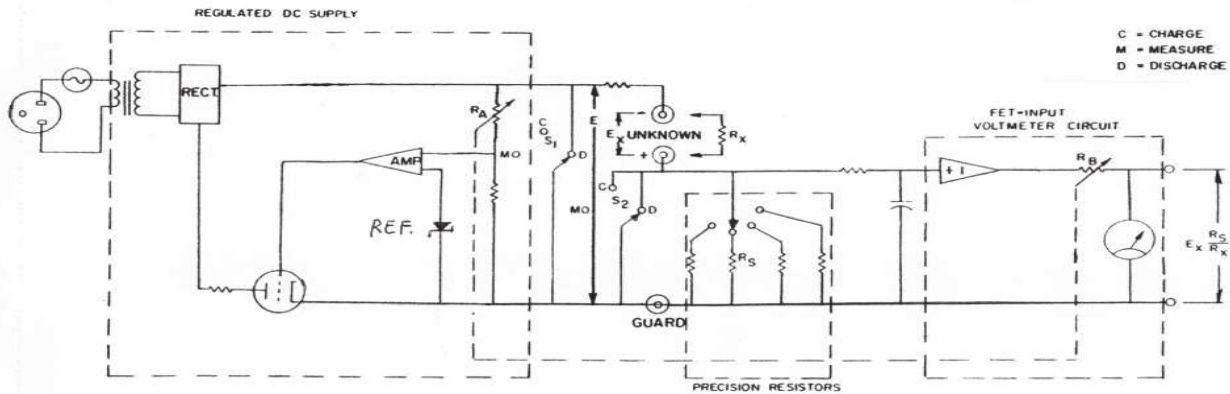 REGULATED DC SUPPLY
C = CHARGE
M = MEASURE
D = DISCHARGE
RECT.
RA
E
C
S1
D
MO
MO
AMP
REF.
Ex
-
UNKNOWN
+
RX
C
S2
D
RS
GUARD
PRECISION RESISTORS
FET-INPUT
VOLTMETER CIRCUIT
+1
RB
Ex RS/RX